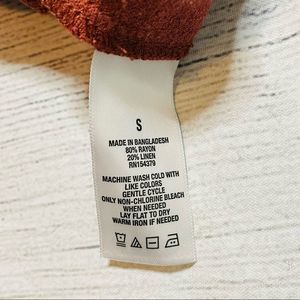 S
MADE IN BANGLADESH
80% RAYON
20% LINEN
RN154379
MACHINE WASH COLD WITH
LIKE COLORS
GENTLE CYCLE
ONLY NON-CHLORINE BLEACH
WHEN NEEDED
LAY FLAT TO DRY
WARM IRON IF NEEDED